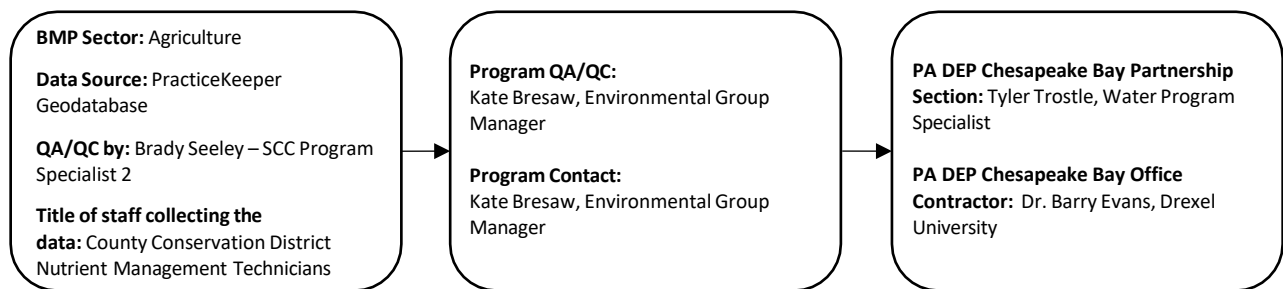 BMP Sector: Agriculture
Data Source: PracticeKeeper
Geodatabase
QA/QC by: Brady Seeley – SCC Program
Specialist 2
Title of staff collecting the
data: County Conservation District
Nutrient Management Technicians
Program QA/QC:
Kate Bresaw, Environmental Group
Manager
Program Contact:
Kate Bresaw, Environmental Group
Manager
PA DEP Chesapeake Bay Partnership
Section: Tyler Trostle, Water Program
Specialist
PA DEP Chesapeake Bay Office
Contractor: Dr. Barry Evans, Drexel
University